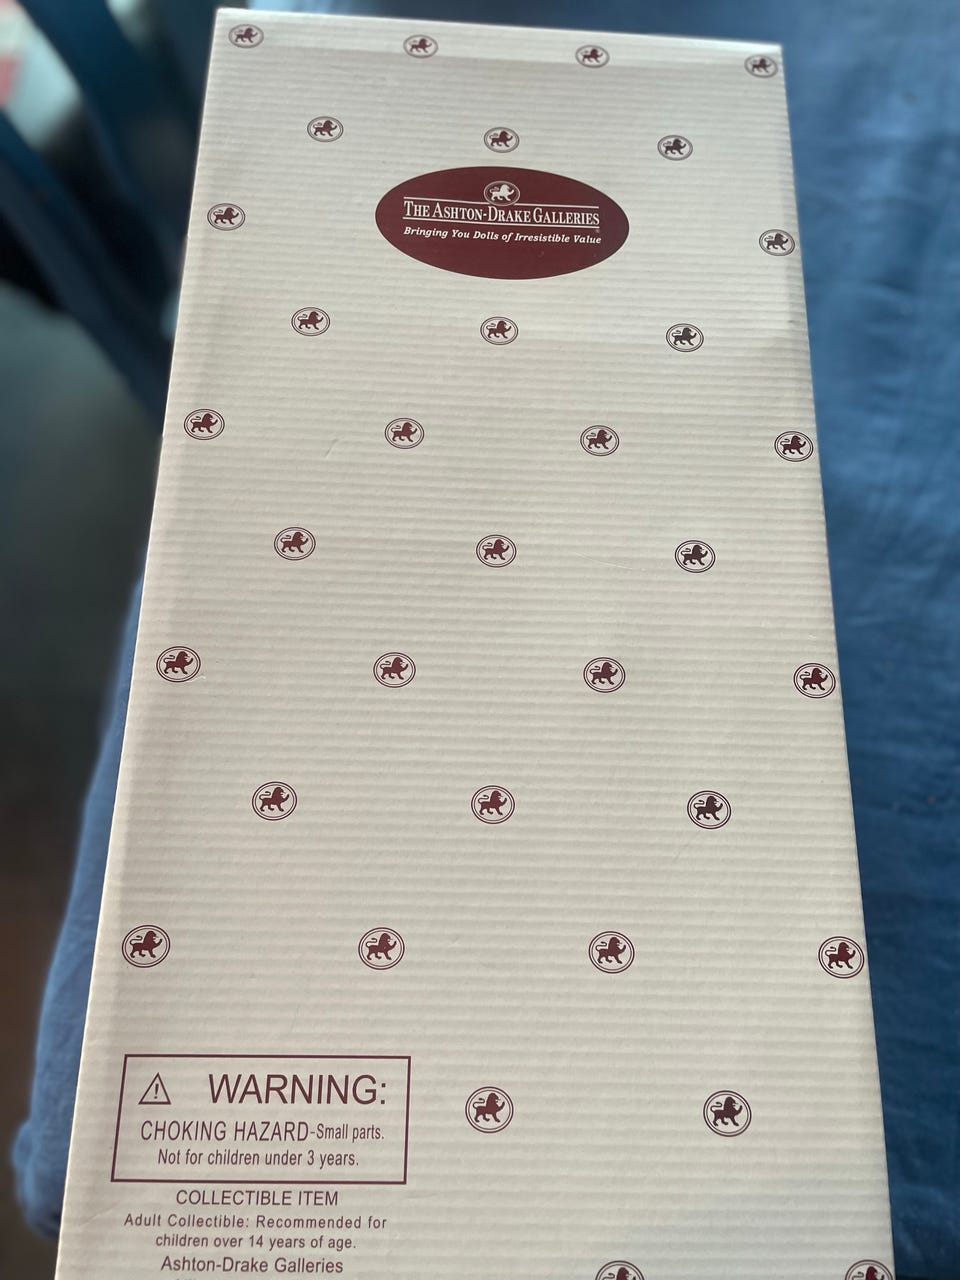 THE ASHTON-DRAKE GALLERIES
Bringing You Dolls of Irresistible Value
WARNING:
CHOKING HAZARD-Small parts.
Not for children under 3 years.
COLLECTIBLE ITEM
Adult Collectible: Recommended for
children over 14 years of age.
Ashton-Drake Galleries